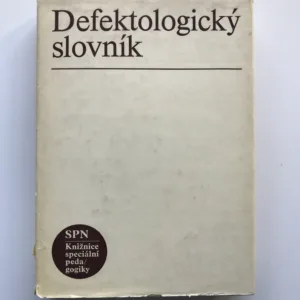 Defektologický
slovník
SPN
Knižnice
speciální
peda/
gogiky